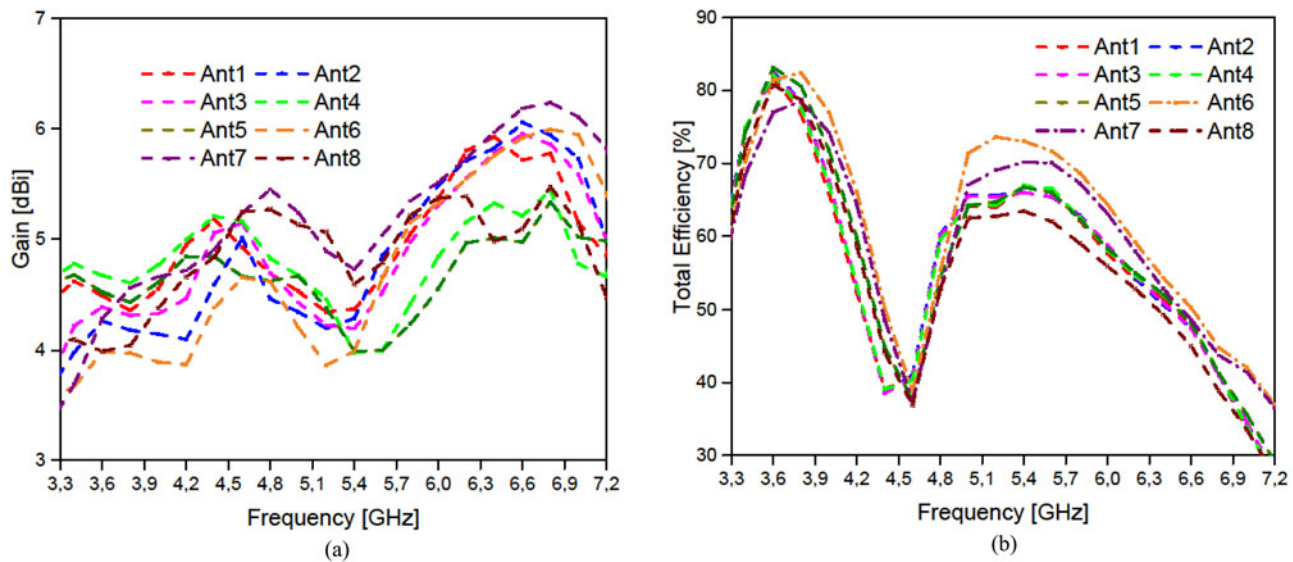 7
6
5
4
3
Gain [dBi]
Ant1 Ant2
Ant3 Ant4
Ant5 Ant6
Ant7 Ant8
3,3 3,6 3,9 4,2 4,5 4,8 5,1 5,4 5,7 6,0 6,3 6,6 6,9 7,2
Frequency [GHz]
(a)
90
80
70
60
50
40
30
Total Efficiency [%]
Ant1 Ant2
Ant3 Ant4
Ant5 Ant6
Ant7 Ant8
3,3 3,6 3,9 4,2 4,5 4,8 5,1 5,4 5,7 6,0 6,3 6,6 6,9 7,2
Frequency [GHz]
(b)